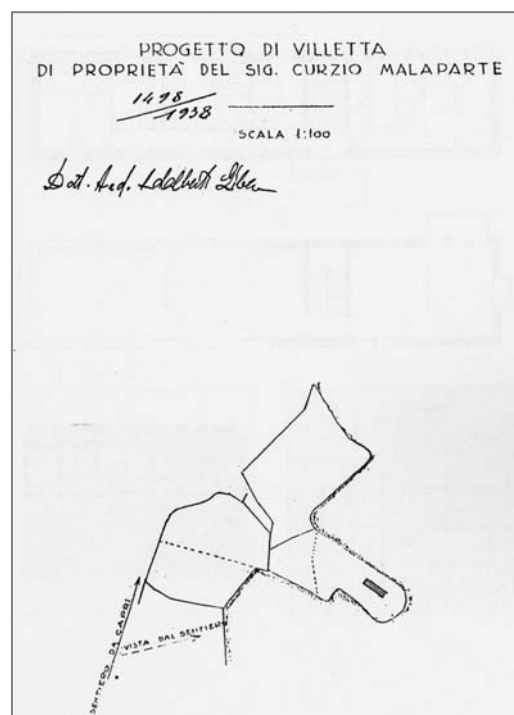 PROGETTO DI VILLETTA
DI PROPRIETÀ DEL SIG. CURZIO MALAPARTE
1498/1938
SCALA 1:100
Dott. Arch. Adalberto Libera
SENTIERO DA CAPRI
VISTA DAL SENTIERO